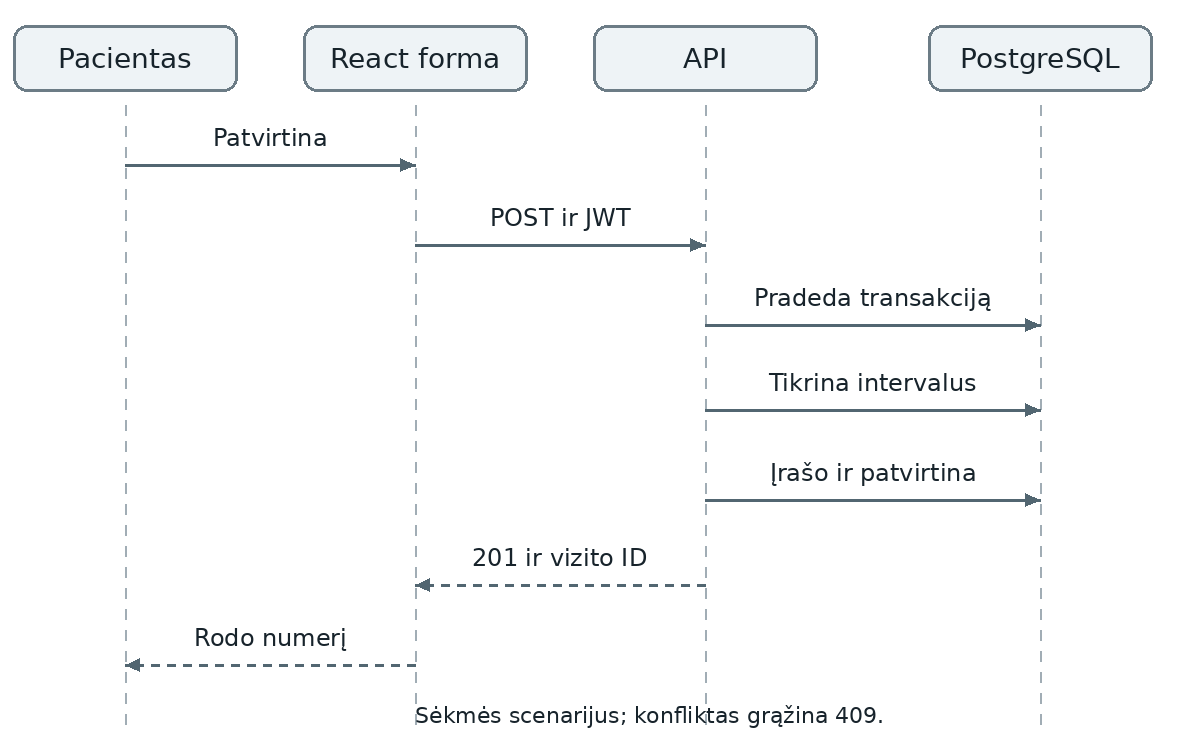 Pacientas
React forma
API
PostgreSQL
Patvirtina
POST ir JWT
Pradeda transakciją
Tikrina intervalus
Įrašo ir patvirtina
201 ir vizito ID
Rodo numerį
Sėkmės scenarijus; konfliktas grąžina 409.